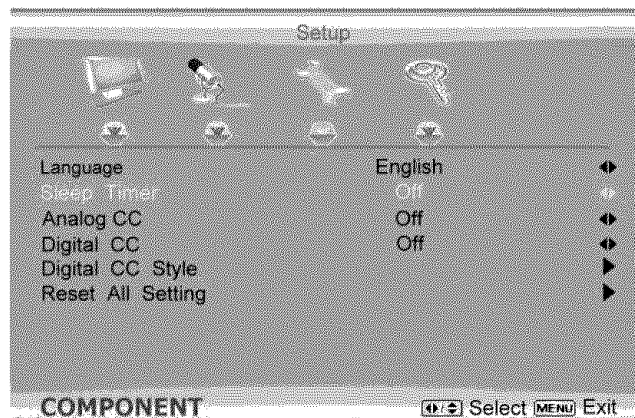 Setup
Language English
Sleep Timer Off
Analog CC Off
Digital CC Off
Digital CC Style
Reset All Setting
COMPONENT Select MENU Exit